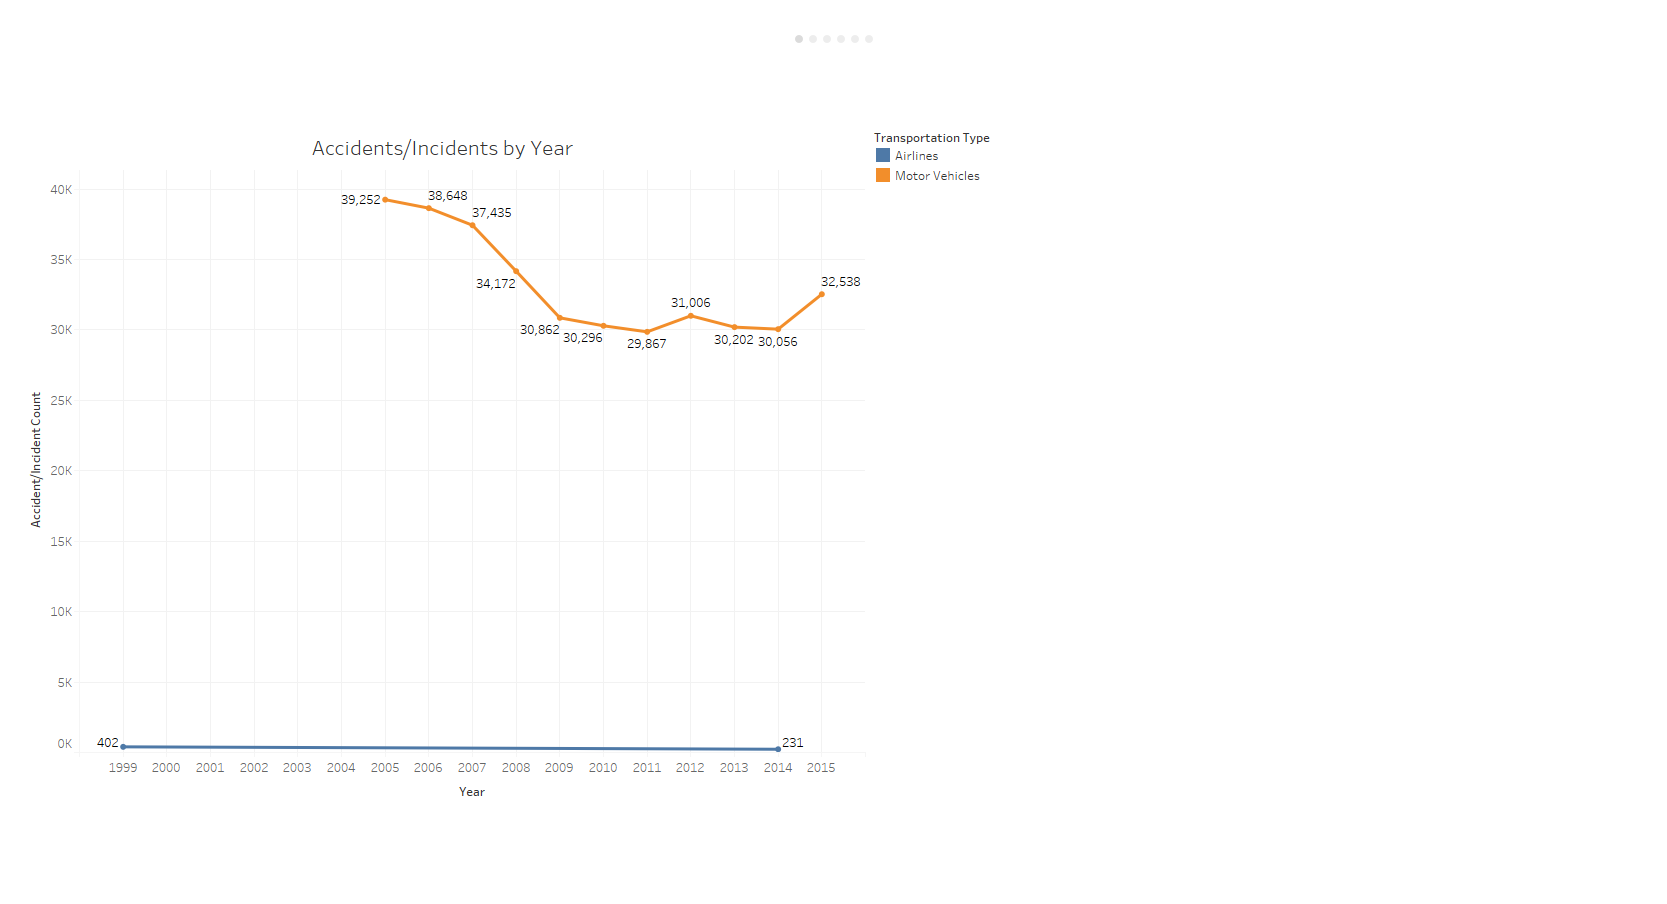 Accidents/Incidents by Year
Transportation Type
Airlines
Motor Vehicles
Accident/Incident Count
40K
35K
30K
25K
20K
15K
10K
5K
0K
39,252
38,648
37,435
34,172
30,862
30,296
29,867
31,006
30,202
30,056
32,538
402
231
1999 2000 2001 2002 2003 2004 2005 2006 2007 2008 2009 2010 2011 2012 2013 2014 2015
Year